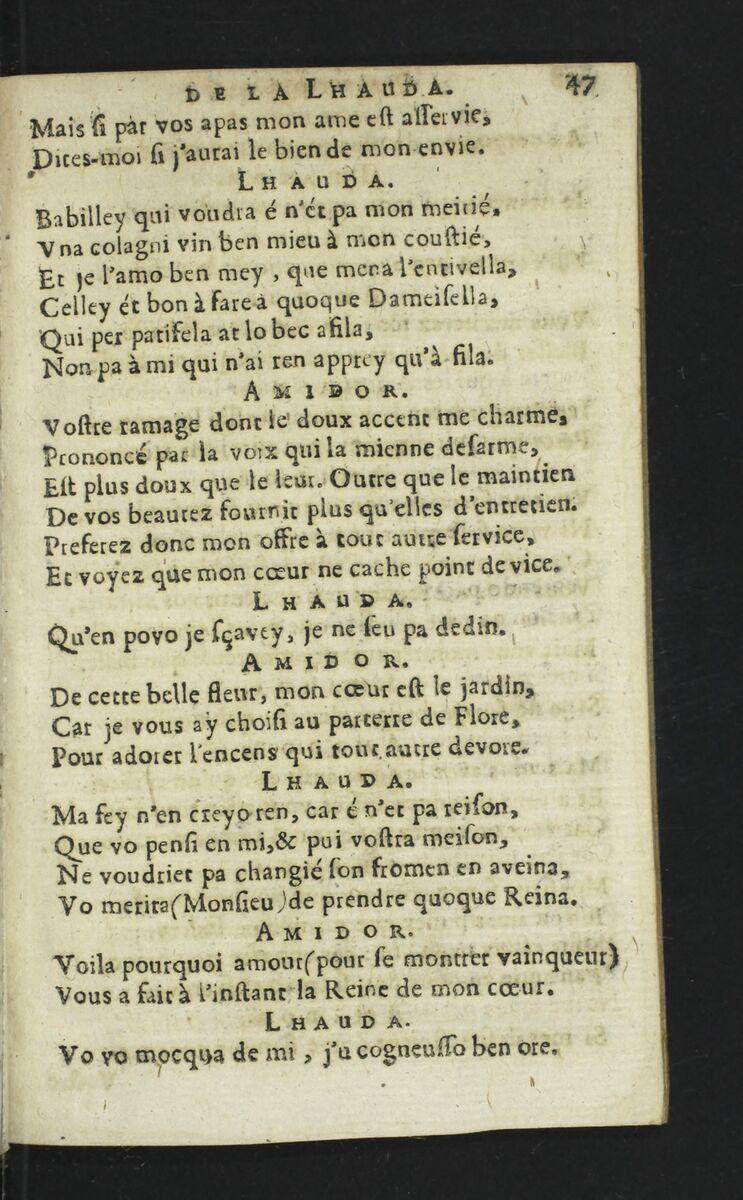 DE LA LHAUDA. 47
Mais ſi par vos apas mon ame eſt aſſervie,
Dites-moi ſi j'aurai le bien de mon envie.
LHAUDA.
Babilley qui voudra é n'ét pa mon meitié,
Vna colagni vin ben mieu à mon couſtié,
Et je l'amo ben mey, que mena l'entivella,
Celley ét bon à fare à quoque Dameiſella,
Qui per patifela at lo bec afila,
Non pa à mi qui n'ai ren apprey qu'à fila.
AMIDOR.
Voſtre ramage dont le doux accent me charme,
Prononcé par la voix qui la mienne deſarme,
Eſt plus doux que le leur. Outre que le maintien
De vos beautez fournit plus qu'elles d'entretien.
Preferez donc mon offre à tout autre ſervice,
Et voyez que mon cœur ne cache point de vice.
LHAUDA.
Qu'en povo je ſçavey, je ne ſeu pa dedin.
AMIDOR.
De cette belle fleur, mon cœur eſt le jardin,
Car je vous ay choiſi au parterre de Flore,
Pour adorer l'encens qui tout autre devore.
LHAUDA.
Ma fey n'en creyo ren, car é n'et pa reiſon,
Que vo penſi en mi, & pui voſtra meiſon,
Ne voudriet pa changié ſon fromen en aveina,
Vo merita (Monſieu) de prendre quoque Reina.
AMIDOR.
Voila pourquoi amour (pour ſe montrer vainqueur)
Vous a fait à l'inſtant la Reine de mon cœur.
LHAUDA.
Vo vo mocqua de mi, j'u cogneuſſo ben ore.